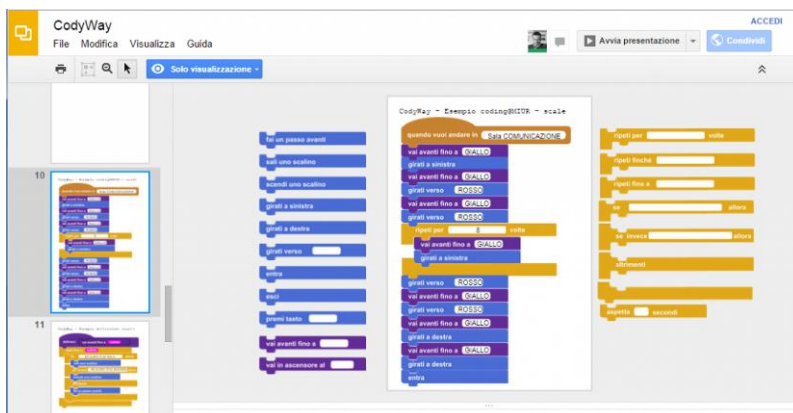 CodyWay
ACCEDI
File Modifica Visualizza Guida
Avvia presentazione
Condividi
Solo visualizzazione
10
11
fai un passo avanti
sali uno scalino
scendi uno scalino
girati a sinistra
girati a destra
girati verso
entra
esci
premi tasto
vai avanti fino a
vai in ascensore al
CodyWay - Esempio coding@MIUR - scale
quando vuoi andare in Sala COMUNICAZIONE
vai avanti fino a GIALLO
girati a sinistra
vai avanti fino a GIALLO
girati verso ROSSO
vai avanti fino a GIALLO
girati verso ROSSO
ripeti per 8 volte
vai avanti fino a GIALLO
girati a sinistra
girati verso ROSSO
vai avanti fino a GIALLO
girati verso ROSSO
vai avanti fino a GIALLO
girati a destra
vai avanti fino a GIALLO
girati a destra
entra
ripeti per volte
ripeti finché
ripeti fino a
se allora
se invece allora
altrimenti
aspetta secondi